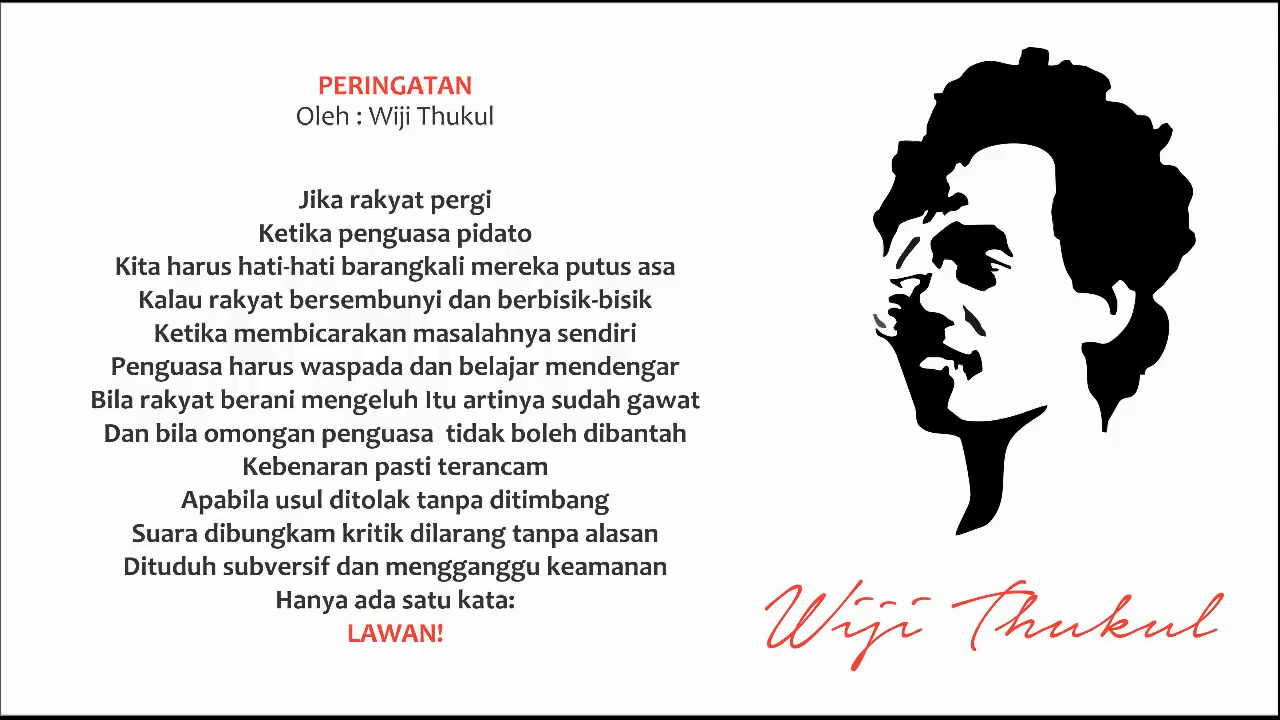 PERINGATAN
Oleh : Wiji Thukul
Jika rakyat pergi
Ketika penguasa pidato
Kita harus hati-hati barangkali mereka putus asa
Kalau rakyat bersembunyi dan berbisik-bisik
Ketika membicarakan masalahnya sendiri
Penguasa harus waspada dan belajar mendengar
Bila rakyat berani mengeluh Itu artinya sudah gawat
Dan bila omongan penguasa  tidak boleh dibantah
Kebenaran pasti terancam
Apabila usul ditolak tanpa ditimbang
Suara dibungkam kritik dilarang tanpa alasan
Dituduh subversif dan mengganggu keamanan
Hanya ada satu kata:
LAWAN!
Wiji Thukul